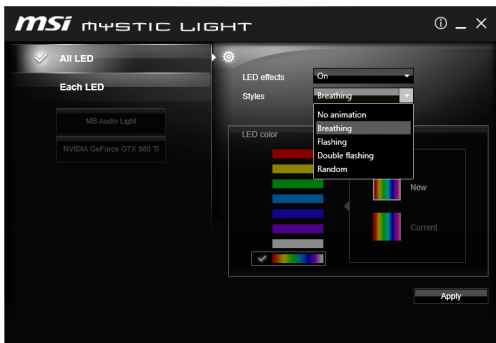 msi MYSTIC LIGHT
All LED
Each LED
MB Audio Light
NVIDIA GeForce GTX 980 Ti
LED effects On
Styles Breathing
No animation
Breathing
Flashing
Double flashing
Random
LED color
New
Current
Apply